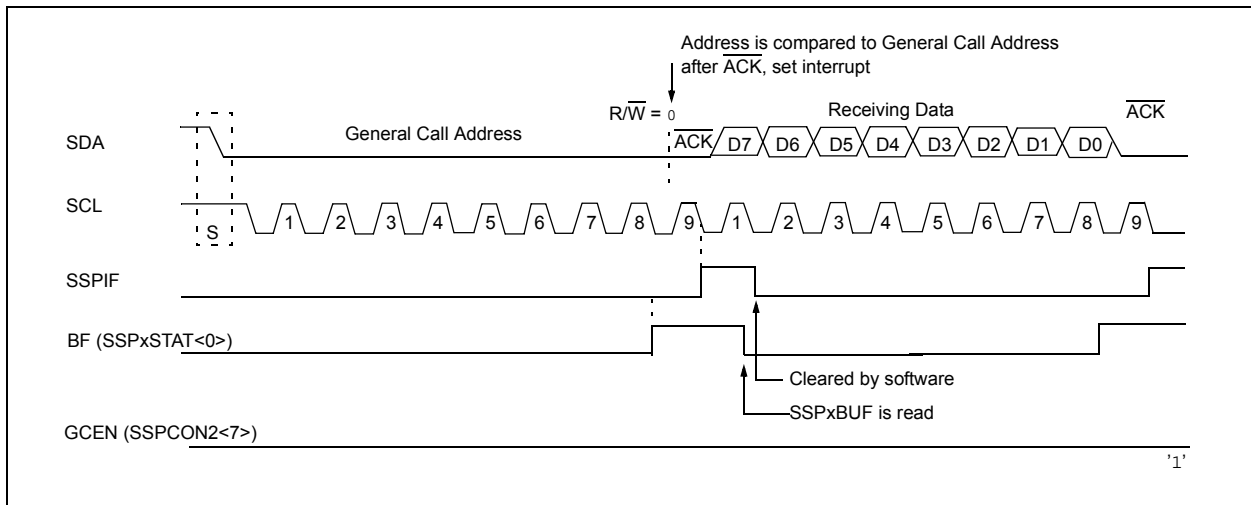 Address is compared to General Call Address
after ACK, set interrupt
R/W = 0
Receiving Data
ACK
SDA
General Call Address
ACK
D7 D6 D5 D4 D3 D2 D1 D0
SCL
S
1 2 3 4 5 6 7 8 9 1 2 3 4 5 6 7 8 9
SSPIF
BF (SSPxSTAT<0>)
Cleared by software
SSPxBUF is read
GCEN (SSPCON2<7>)
'1'